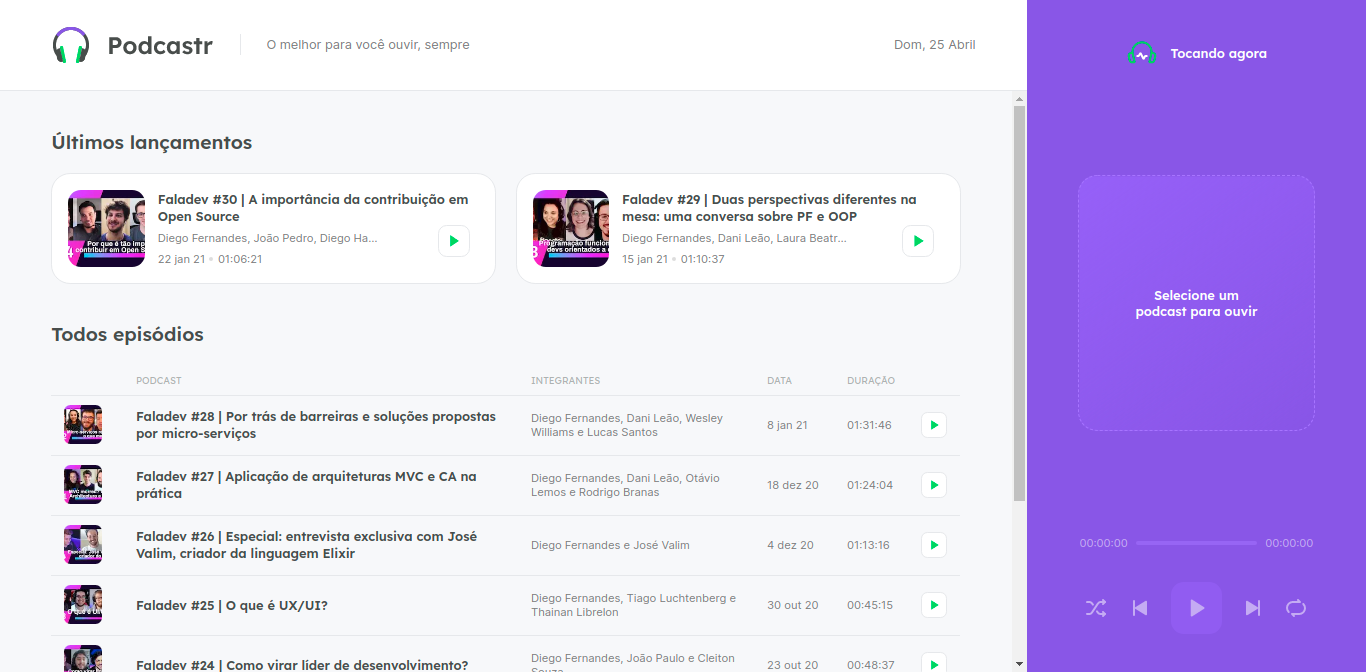 Podcastr
O melhor para você ouvir, sempre
Dom, 25 Abril
Tocando agora
Últimos lançamentos
Faladev #30 | A importância da contribuição em
Open Source
Diego Fernandes, João Pedro, Diego Ha...
22 jan 21 • 01:06:21
Faladev #29 | Duas perspectivas diferentes na
mesa: uma conversa sobre PF e OOP
Diego Fernandes, Dani Leão, Laura Beatr...
15 jan 21 • 01:10:37
Selecione um
podcast para ouvir
Todos episódios
PODCAST INTEGRANTES DATA DURAÇÃO
Faladev #28 | Por trás de barreiras e soluções propostas
por micro-serviços
Diego Fernandes, Dani Leão, Wesley
Williams e Lucas Santos
8 jan 21
01:31:46
Faladev #27 | Aplicação de arquiteturas MVC e CA na
prática
Diego Fernandes, Dani Leão, Otávio
Lemos e Rodrigo Branas
18 dez 20
01:24:04
Faladev #26 | Especial: entrevista exclusiva com José
Valim, criador da linguagem Elixir
Diego Fernandes e José Valim
4 dez 20
01:13:16
Faladev #25 | O que é UX/UI?
Diego Fernandes, Tiago Luchtenberg e
Thainan Librelon
30 out 20
00:45:15
Faladev #24 | Como virar líder de desenvolvimento?
Diego Fernandes, João Paulo e Cleiton
Souza
23 out 20
00:48:37
00:00:00
00:00:00